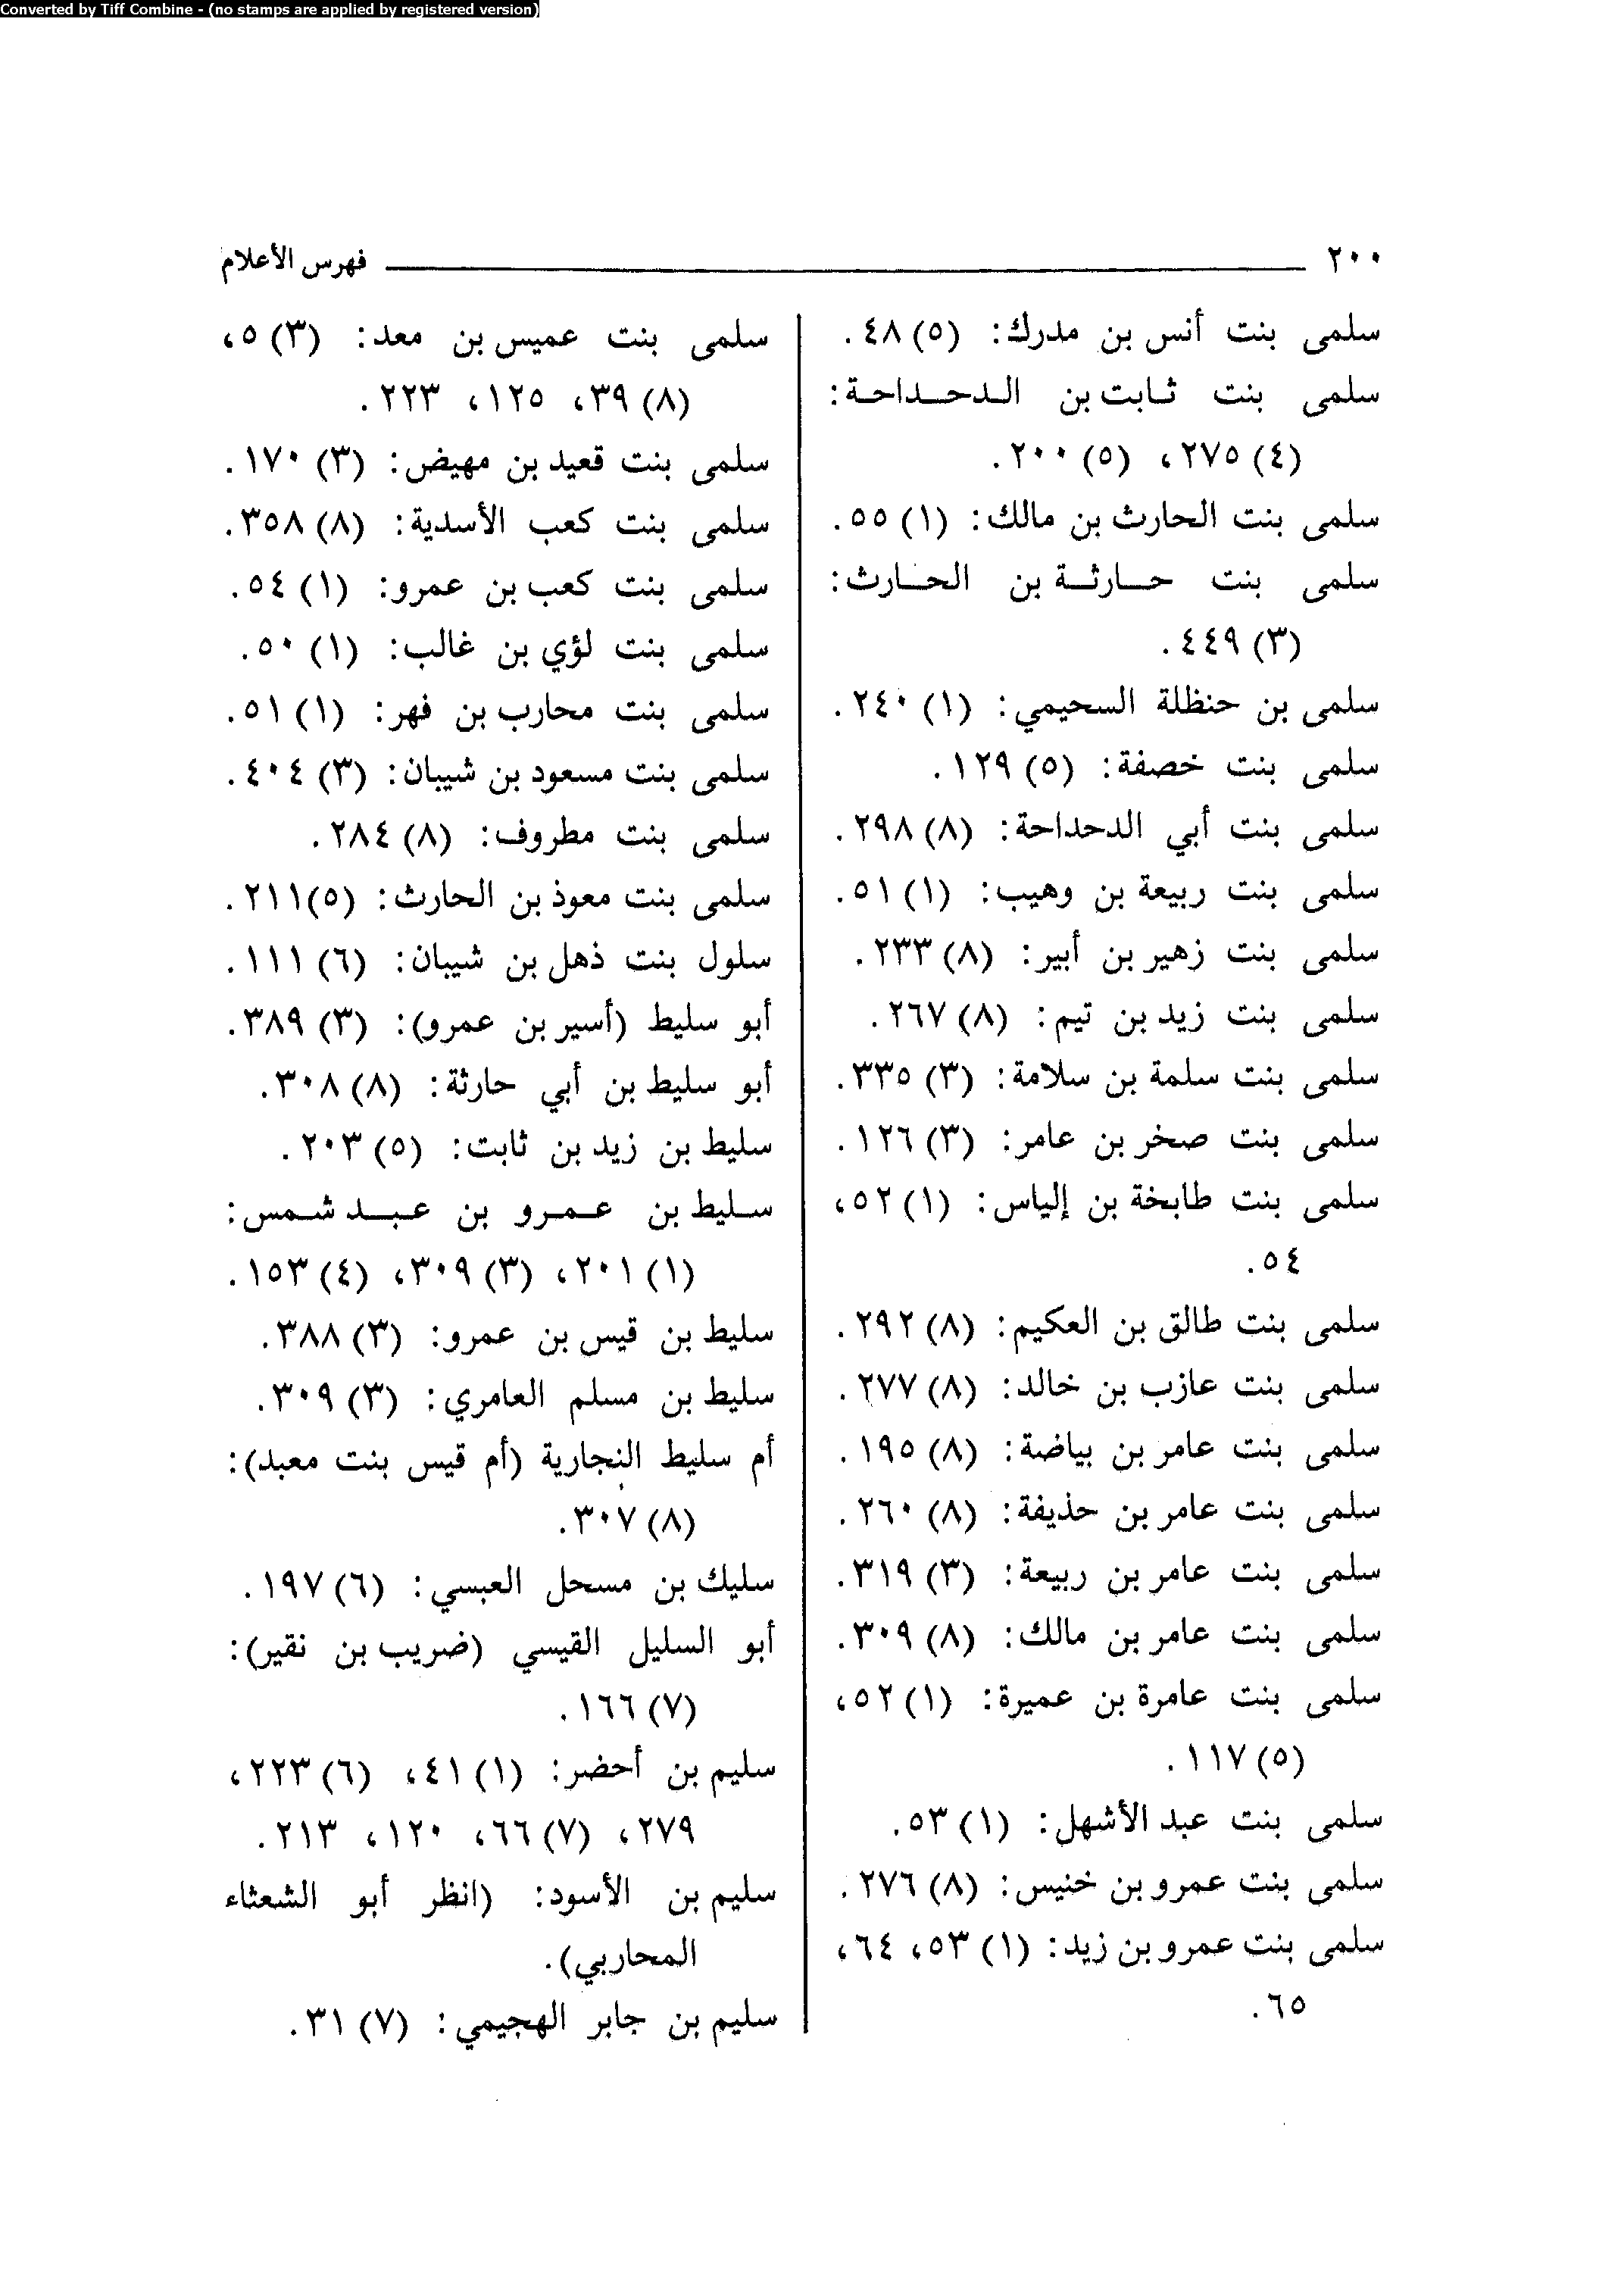 Converted by Tiff Combine - (no stamps are applied by registered version)
٢٠٠ فهرس الأعلام
سلمى بنت أنس بن مدرك: (٥) ٤٨.
سلمى بنت ثابت بن الدحداحة:
(٤) ٢٧٥، (٥) ٢٠٠.
سلمى بنت الحارث بن مالك: (١) ٥٥.
سلمى بنت حارثة بن الحارث:
(٣) ٤٤٩.
سلمى بن حنظلة السحيمي: (١) ٢٤٠.
سلمى بنت خصفة: (٥) ١٢٩.
سلمى بنت أبي الدحداحة: (٨) ٢٩٨.
سلمى بنت ربيعة بن وهيب: (١) ٥١.
سلمى بنت زهير بن أبير: (٨) ٢٣٣.
سلمى بنت زيد بن تيم: (٨) ٢٦٧.
سلمى بنت سلمة بن سلامة: (٣) ٣٣٥.
سلمى بنت صخر بن عامر: (٣) ١٢٦.
سلمى بنت طابخة بن إلياس: (١) ٥٢،
٥٤.
سلمى بنت طالق بن العكيم: (٨) ٢٩٢.
سلمى بنت عازب بن خالد: (٨) ٢٧٧.
سلمى بنت عامر بن بياضة: (٨) ١٩٥.
سلمى بنت عامر بن حذيفة: (٨) ٢٦٠.
سلمى بنت عامر بن ربيعة: (٣) ٣١٩.
سلمى بنت عامر بن مالك: (٨) ٣٠٩.
سلمى بنت عامرة بن عميرة: (١) ٥٢،
(٥) ١١٧.
سلمى بنت عبد الأشهل: (١) ٥٣.
سلمى بنت عمرو بن خنيس: (٨) ٢٧٦.
سلمى بنت عمرو بن زيد: (١) ٥٣، ٦٤،
٦٥.
سلمى بنت عميس بن معد: (٣) ٥،
(٨) ٣٩، ١٢٥، ٢٢٣.
سلمى بنت قعيد بن مهيض: (٣) ١٧٠.
سلمى بنت كعب الأسدية: (٨) ٣٥٨.
سلمى بنت كعب بن عمرو: (١) ٥٤.
سلمى بنت لؤي بن غالب: (١) ٥٠.
سلمى بنت محارب بن فهر: (١) ٥١.
سلمى بنت مسعود بن شيبان: (٣) ٤٠٤.
سلمى بنت مطروف: (٨) ٢٨٤.
سلمى بنت معوذ بن الحارث: (٥) ٢١١.
سلول بنت ذهل بن شيبان: (٦) ١١١.
أبو سليط (أسير بن عمرو): (٣) ٣٨٩.
أبو سليط بن أبي حارثة: (٨) ٣٠٨.
سليط بن زيد بن ثابت: (٥) ٢٠٣.
سليط بن عمرو بن عبد شمس:
(١) ٢٠١، (٣) ٣٠٩، (٤) ١٥٣.
سليط بن قيس بن عمرو: (٣) ٣٨٨.
سليط بن مسلم العامري: (٣) ٣٠٩.
أم سليط النجارية (أم قيس بنت معبد):
(٨) ٣٠٧.
سليك بن مسحل العبسي: (٦) ١٩٧.
أبو السليل القيسي (ضريب بن نقير):
(٧) ١٦٦.
سليم بن أحضر: (١) ٤١، (٦) ٢٢٣،
٢٧٩، (٧) ٦٦، ١٢٠، ٢١٣.
سليم بن الأسود: (انظر أبو الشعثاء
المحاربي).
سليم بن جابر الهجيمي: (٧) ٣١.